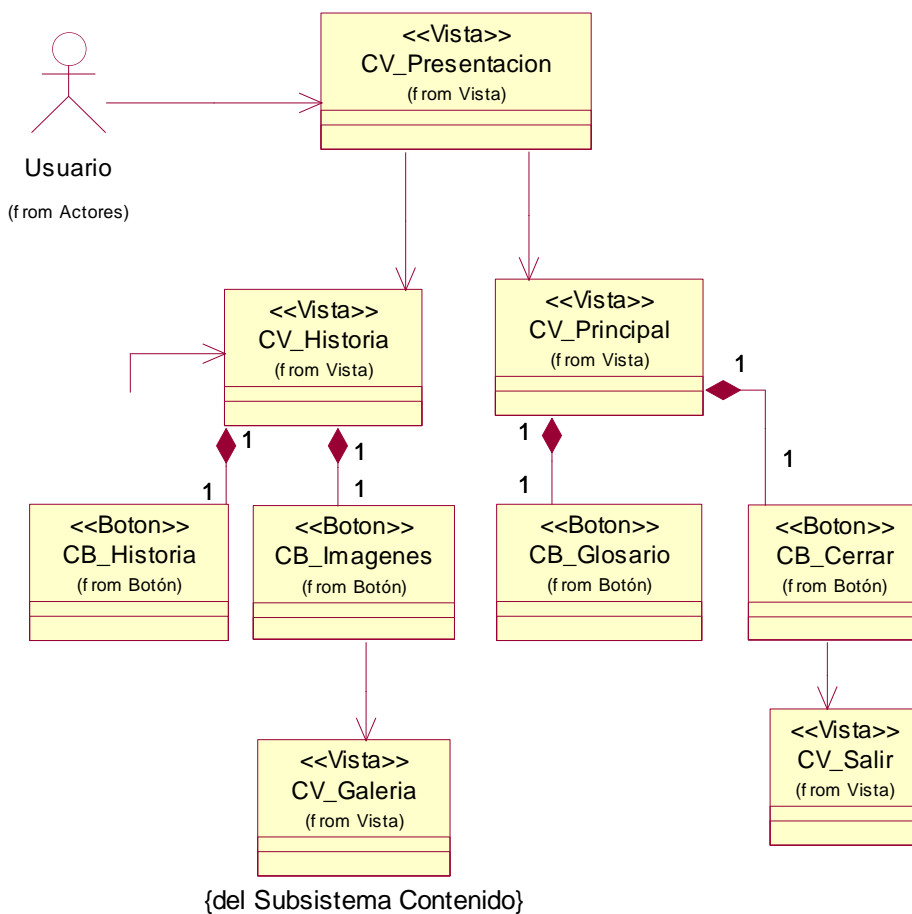 <<Vista>>
CV_Presentacion
(from Vista)
Usuario
(from Actores)
<<Vista>>
CV_Historia
(from Vista)
<<Vista>>
CV_Principal
(from Vista)
1
1
1
1
1
1
1
1
<<Boton>>
CB_Historia
(from Botón)
<<Boton>>
CB_Imagenes
(from Botón)
<<Boton>>
CB_Glosario
(from Botón)
<<Boton>>
CB_Cerrar
(from Botón)
<<Vista>>
CV_Galeria
(from Vista)
<<Vista>>
CV_Salir
(from Vista)
{del Subsistema Contenido}